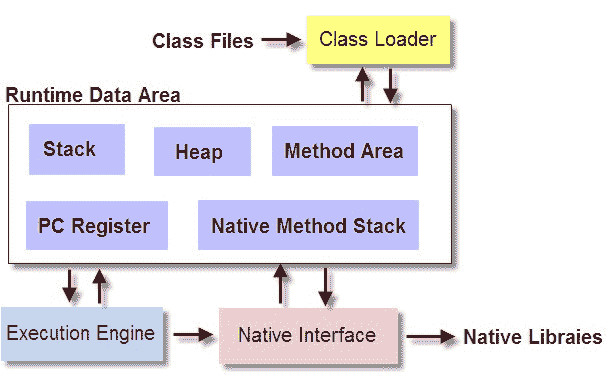 Class Files
Class Loader
Runtime Data Area
Stack
Heap
Method Area
PC Register
Native Method Stack
Execution Engine
Native Interface
Native Libraies